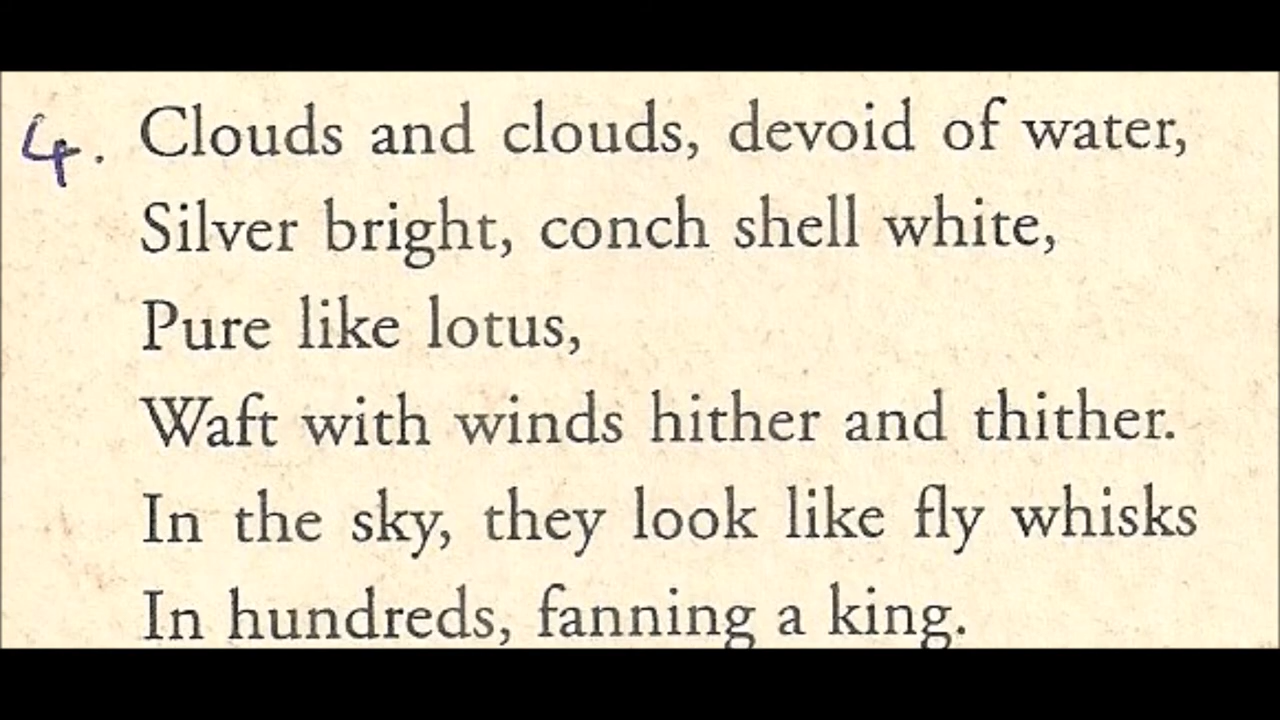 4. Clouds and clouds, devoid of water,
Silver bright, conch shell white,
Pure like lotus,
Waft with winds hither and thither.
In the sky, they look like fly whisks
In hundreds, fanning a king.